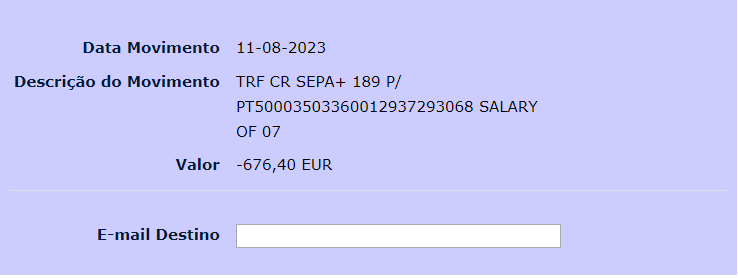 Data Movimento 11-08-2023
Descrição do Movimento TRF CR SEPA+ 189 P/
PT50003503360012937293068 SALARY
OF 07
Valor -676,40 EUR
E-mail Destino